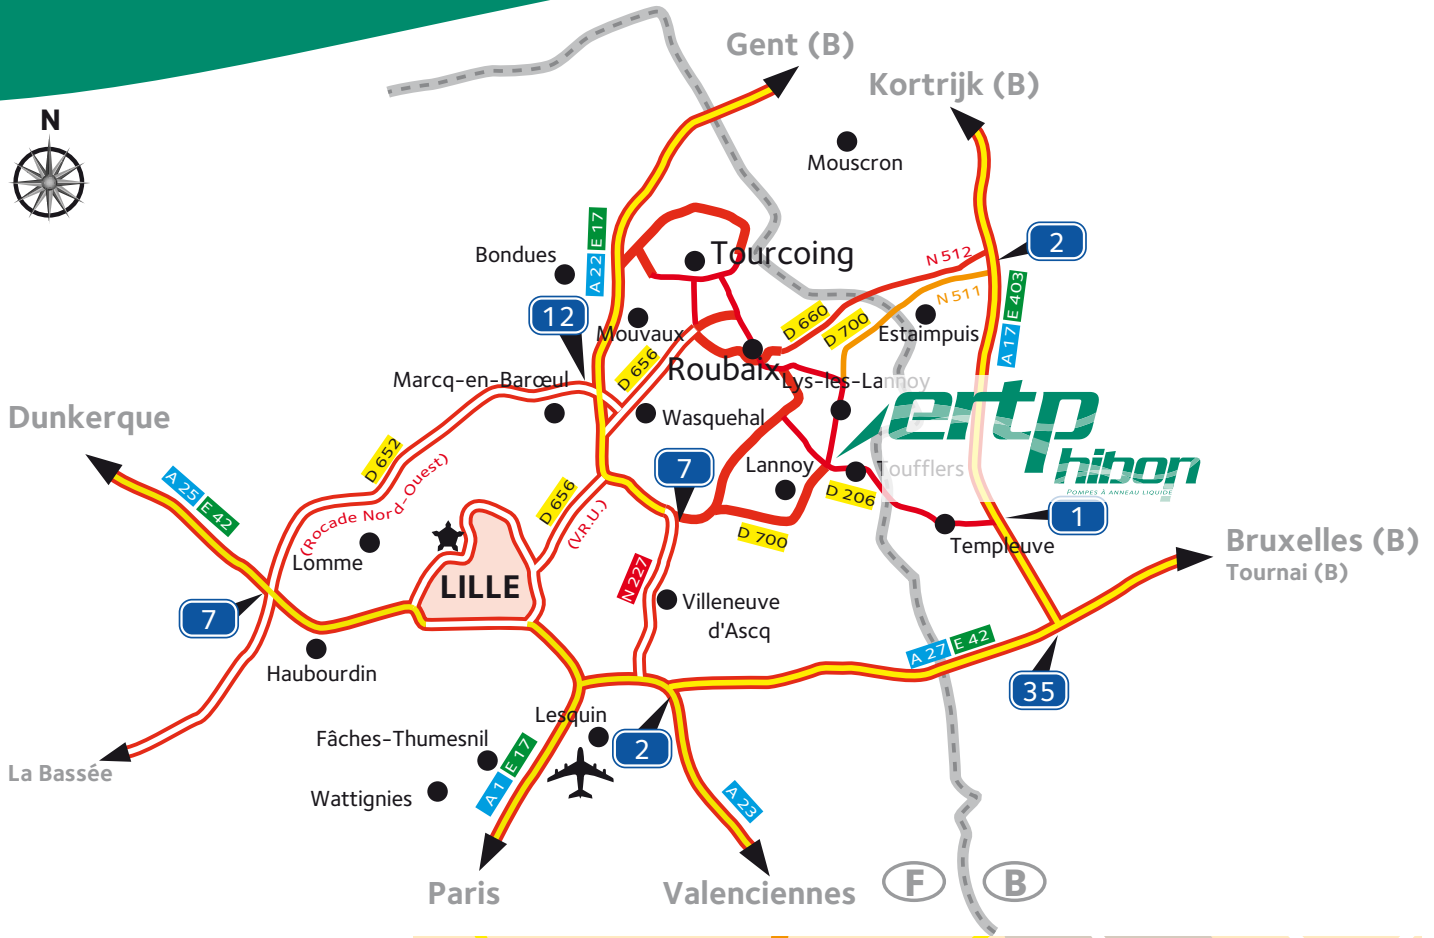 Gent (B)
Kortrijk (B)
N
Mouscron
Bondues
Tourcoing
A 22 E 17
N 512
2
N 511
A 17 E 403
12
Mouvaux
D 660
D 700
Estaimpuis
D 656
Roubaix
Lys-les-Lannoy
Marcq-en-Barœul
Dunkerque
Wasquehal
ertp
hibon
POMPES À ANNEAU LIQUIDE
D 652
(Rocade Nord-Ouest)
7
Lannoy
Toufflers
A 25 E 42
D 656
(V.R.U.)
D 206
D 700
1
Templeuve
Bruxelles (B)
Tournai (B)
Lomme
LILLE
N 227
Villeneuve
d'Ascq
7
A 27 E 42
Haubourdin
35
Lesquin
2
Fâches-Thumesnil
La Bassée
A 1 E 17
Wattignies
A 23
Paris
Valenciennes
F
B